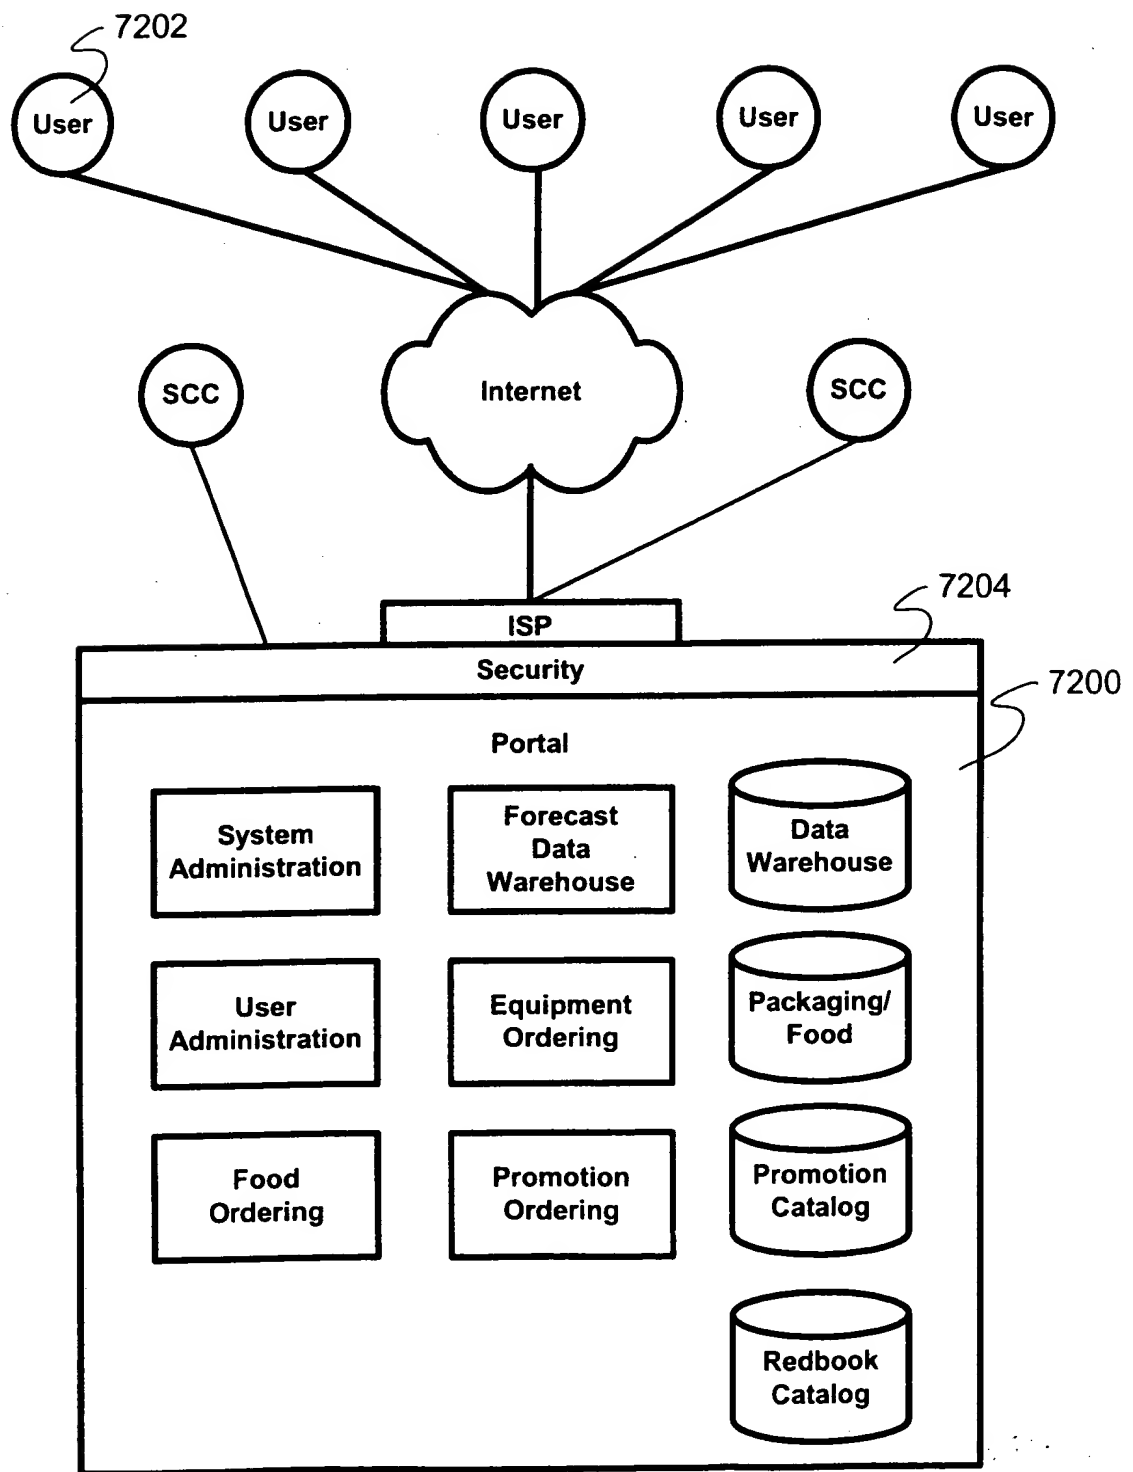 7202
User
User
User
User
User
SCC
Internet
SCC
7204
ISP
Security
7200
Portal
System
Administration
Forecast
Data
Warehouse
Data
Warehouse
User
Administration
Equipment
Ordering
Packaging/
Food
Food
Ordering
Promotion
Ordering
Promotion
Catalog
Redbook
Catalog